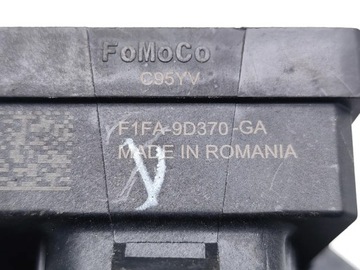 FoMoCo
C95YV
F1FA-9D370-GA
MADE IN ROMANIA